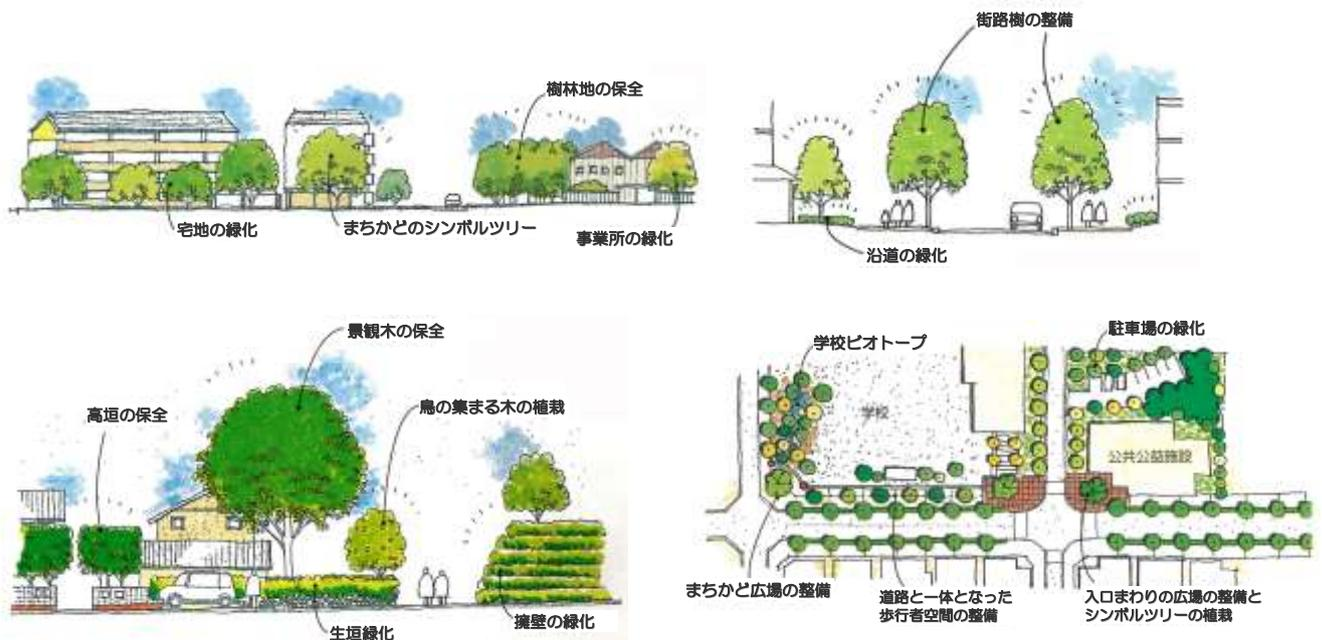 街路樹の整備
樹林地の保全
宅地の緑化
まちかどのシンボルツリー
事業所の緑化
沿道の緑化
景観木の保全
高垣の保全
鳥の集まる木の植栽
生垣緑化
擁壁の緑化
学校ビオトープ
駐車場の緑化
学校
公共公益施設
まちかど広場の整備
道路と一体となった
歩行者空間の整備
入口まわりの広場の整備と
シンボルツリーの植栽